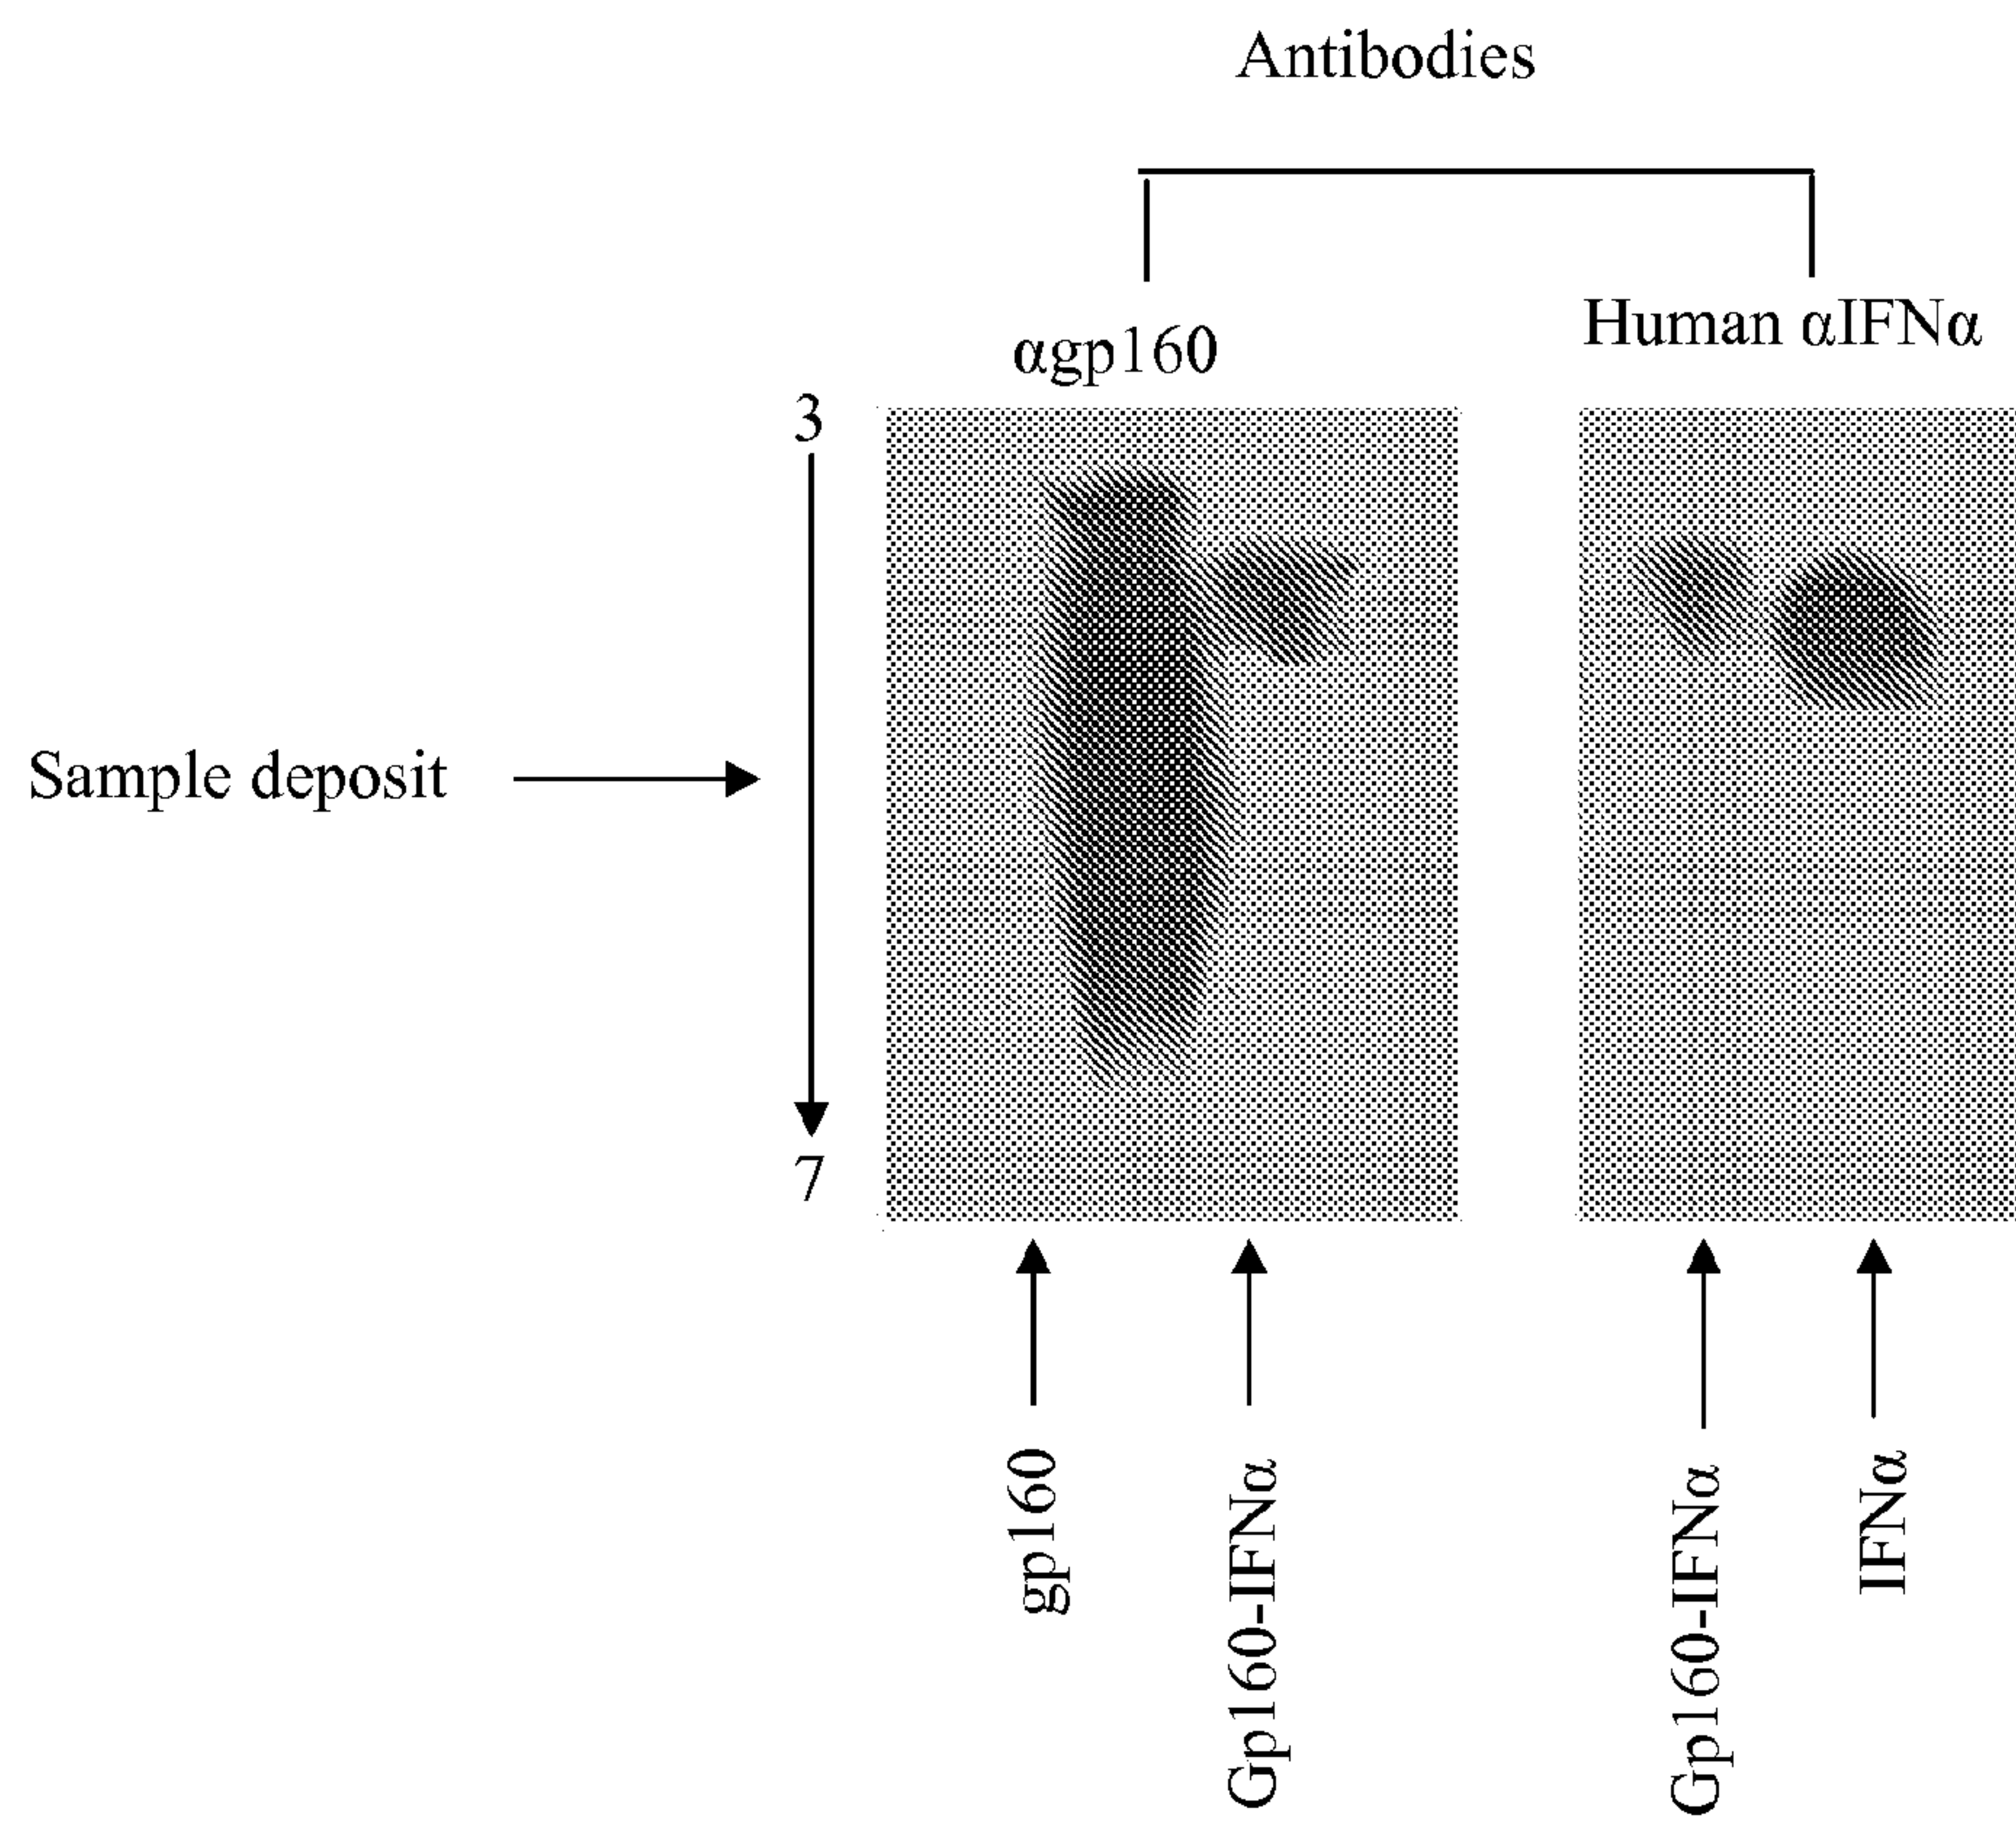 Antibodies
αgp160
Human αIFNα
3
Sample deposit
7
gp160
Gp160-IFNα
Gp160-IFNα
IFNα